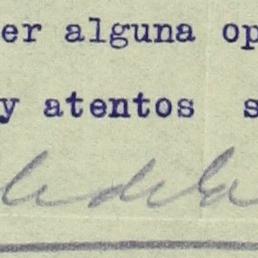 er alguna op
y atentos s